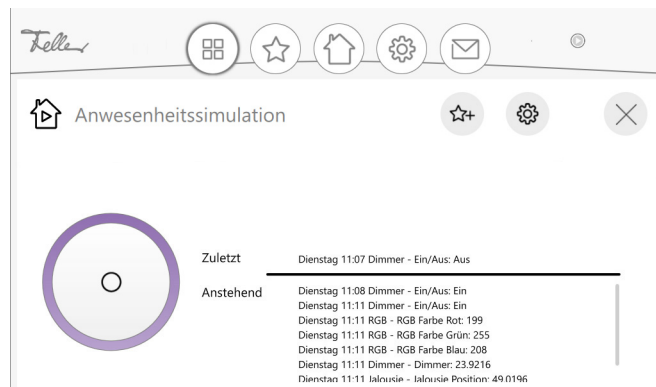 Feller
Anwesenheitssimulation
Zuletzt
Dienstag 11:07 Dimmer - Ein/Aus: Aus
Anstehend
Dienstag 11:08 Dimmer - Ein/Aus: Ein
Dienstag 11:11 Dimmer - Ein/Aus: Ein
Dienstag 11:11 RGB - RGB Farbe Rot: 199
Dienstag 11:11 RGB - RGB Farbe Grün: 255
Dienstag 11:11 RGB - RGB Farbe Blau: 208
Dienstag 11:11 Dimmer - Dimmer: 23.9216
Dienstag 11:11 Jalousie - Jalousie Position: 49.0196